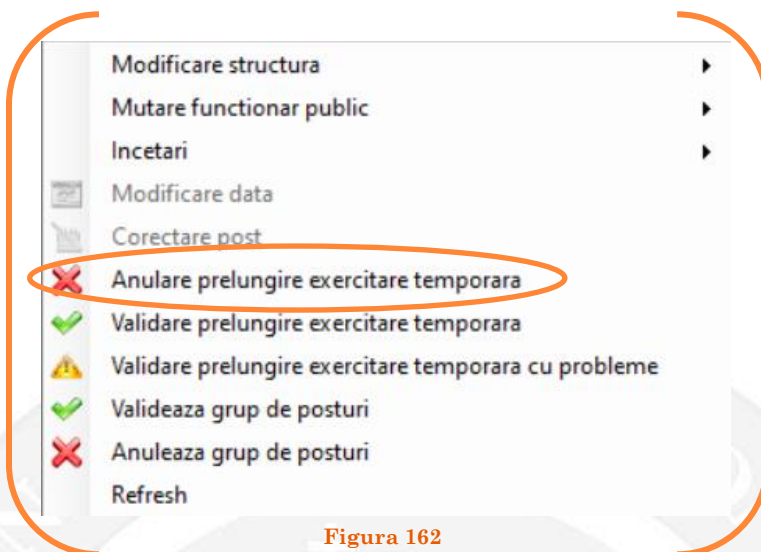 Modificare structura
Mutare functionar public
Incetari
Modificare data
Corectare post
Anulare prelungire exercitare temporara
Validare prelungire exercitare temporara
Validare prelungire exercitare temporara cu probleme
Valideaza grup de posturi
Anuleaza grup de posturi
Refresh
Figura 162